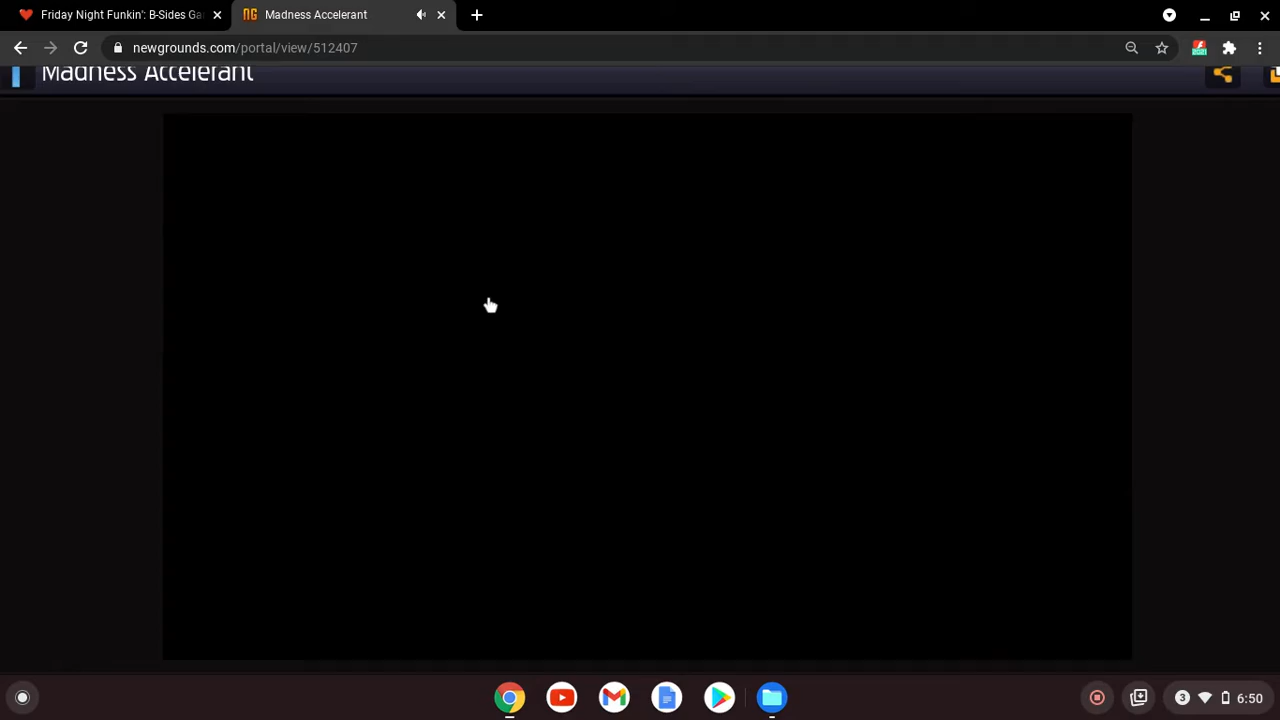 Friday Night Funkin': B-Sides Ga
Madness Accelerant
newgrounds.com/portal/view/512407
Madness Accelerant
3 6:50